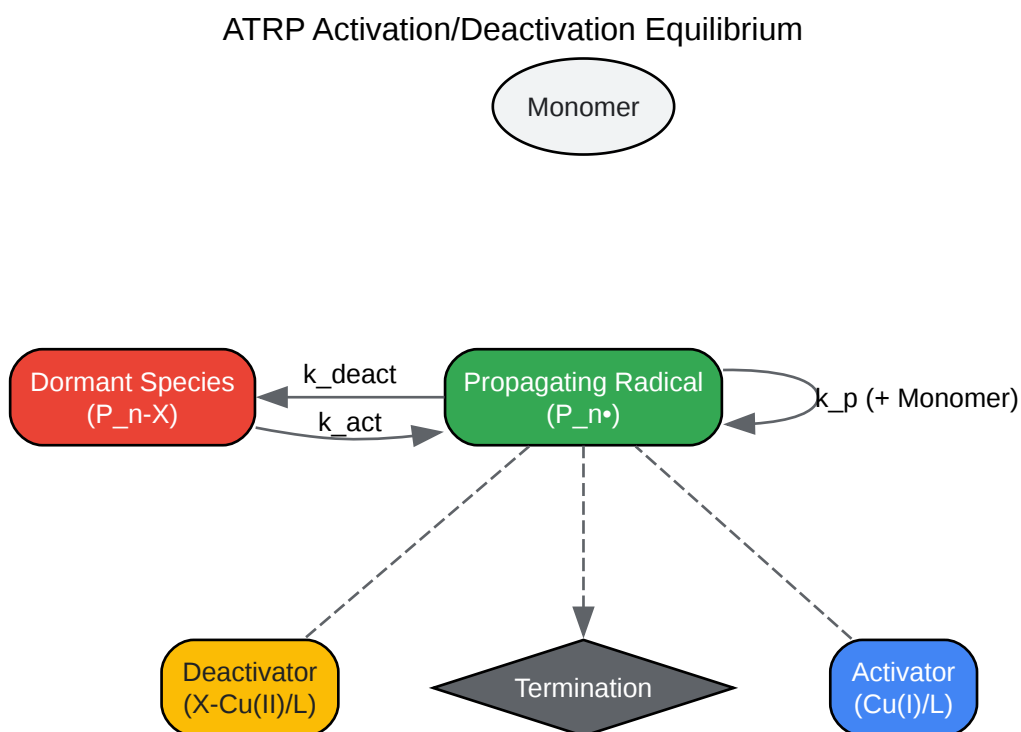 ATRP Activation/Deactivation Equilibrium
Monomer
Dormant Species
(P_n-X)
k_deact
k_act
Propagating Radical
(P_n•)
k_p (+ Monomer)
Deactivator
(X-Cu(II)/L)
Termination
Activator
(Cu(I)/L)